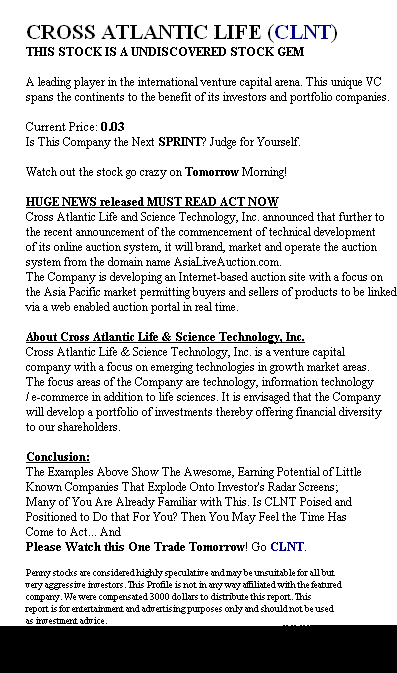 CROSS ATLANTIC LIFE (CLNT)
THIS STOCK IS A UNDISCOVERED STOCK GEM
A leading player in the international venture capital arena. This unique VC
spans the continents to the benefit of its investors and portfolio companies.
Current Price: 0.03
Is This Company the Next SPRINT? Judge for Yourself.
Watch out the stock go crazy on Tomorrow Morning!
HUGE NEWS released MUST READ ACT NOW
Cross Atlantic Life and Science Technology, Inc. announced that further to
the recent announcement of the commencement of technical development
of its online auction system, it will brand, market and operate the auction
system from the domain name AsiaLiveAuction.com.
The Company is developing an Internet-based auction site with a focus on
the Asia Pacific market permitting buyers and sellers of products to be linked
via a web enabled auction portal in real time.
About Cross Atlantic Life & Science Technology, Inc.
Cross Atlantic Life & Science Technology, Inc. is a venture capital
company with a focus on emerging technologies in growth market areas.
The focus areas of the Company are technology, information technology
/ e-commerce in addition to life sciences. It is envisaged that the Company
will develop a portfolio of investments thereby offering financial diversity
to our shareholders.
Conclusion:
The Examples Above Show The Awesome, Earning Potential of Little
Known Companies That Explode Onto Investor's Radar Screens;
Many of You Are Already Familiar with This. Is CLNT Poised and
Positioned to Do that For You? Then You May Feel the Time Has
Come to Act... And
Please Watch this One Trade Tomorrow! Go CLNT.
Penny stocks are considered highly speculative and may be unsuitable for all but
very aggressive investors. This Profile is not in any way affiliated with the featured
company. We were compensated 3000 dollars to distribute this report. This
report is for entertainment and advertising purposes only and should not be used
as investment advice.